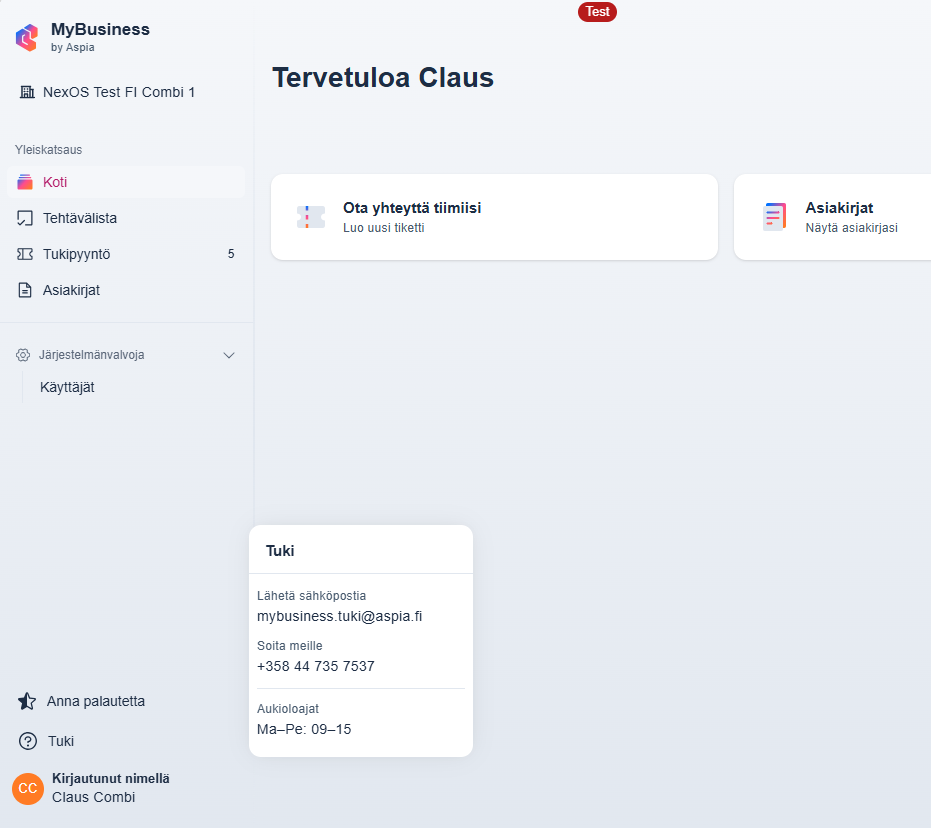 Test
MyBusiness
by Aspia
NexOS Test FI Combi 1
Yleiskatsaus
Koti
Tehtävälista
Tukipyyntö 5
Asiakirjat
Järjestelmänvalvoja
Käyttäjät
Tervetuloa Claus
Ota yhteyttä tiimiisi
Luo uusi tiketti
Asiakirjat
Näytä asiakirjasi
Tuki
Lähetä sähköpostia
mybusiness.tuki@aspia.fi
Soita meille
+358 44 735 7537
Aukioloajat
Ma–Pe: 09–15
Anna palautetta
Tuki
CC
Kirjautunut nimellä
Claus Combi